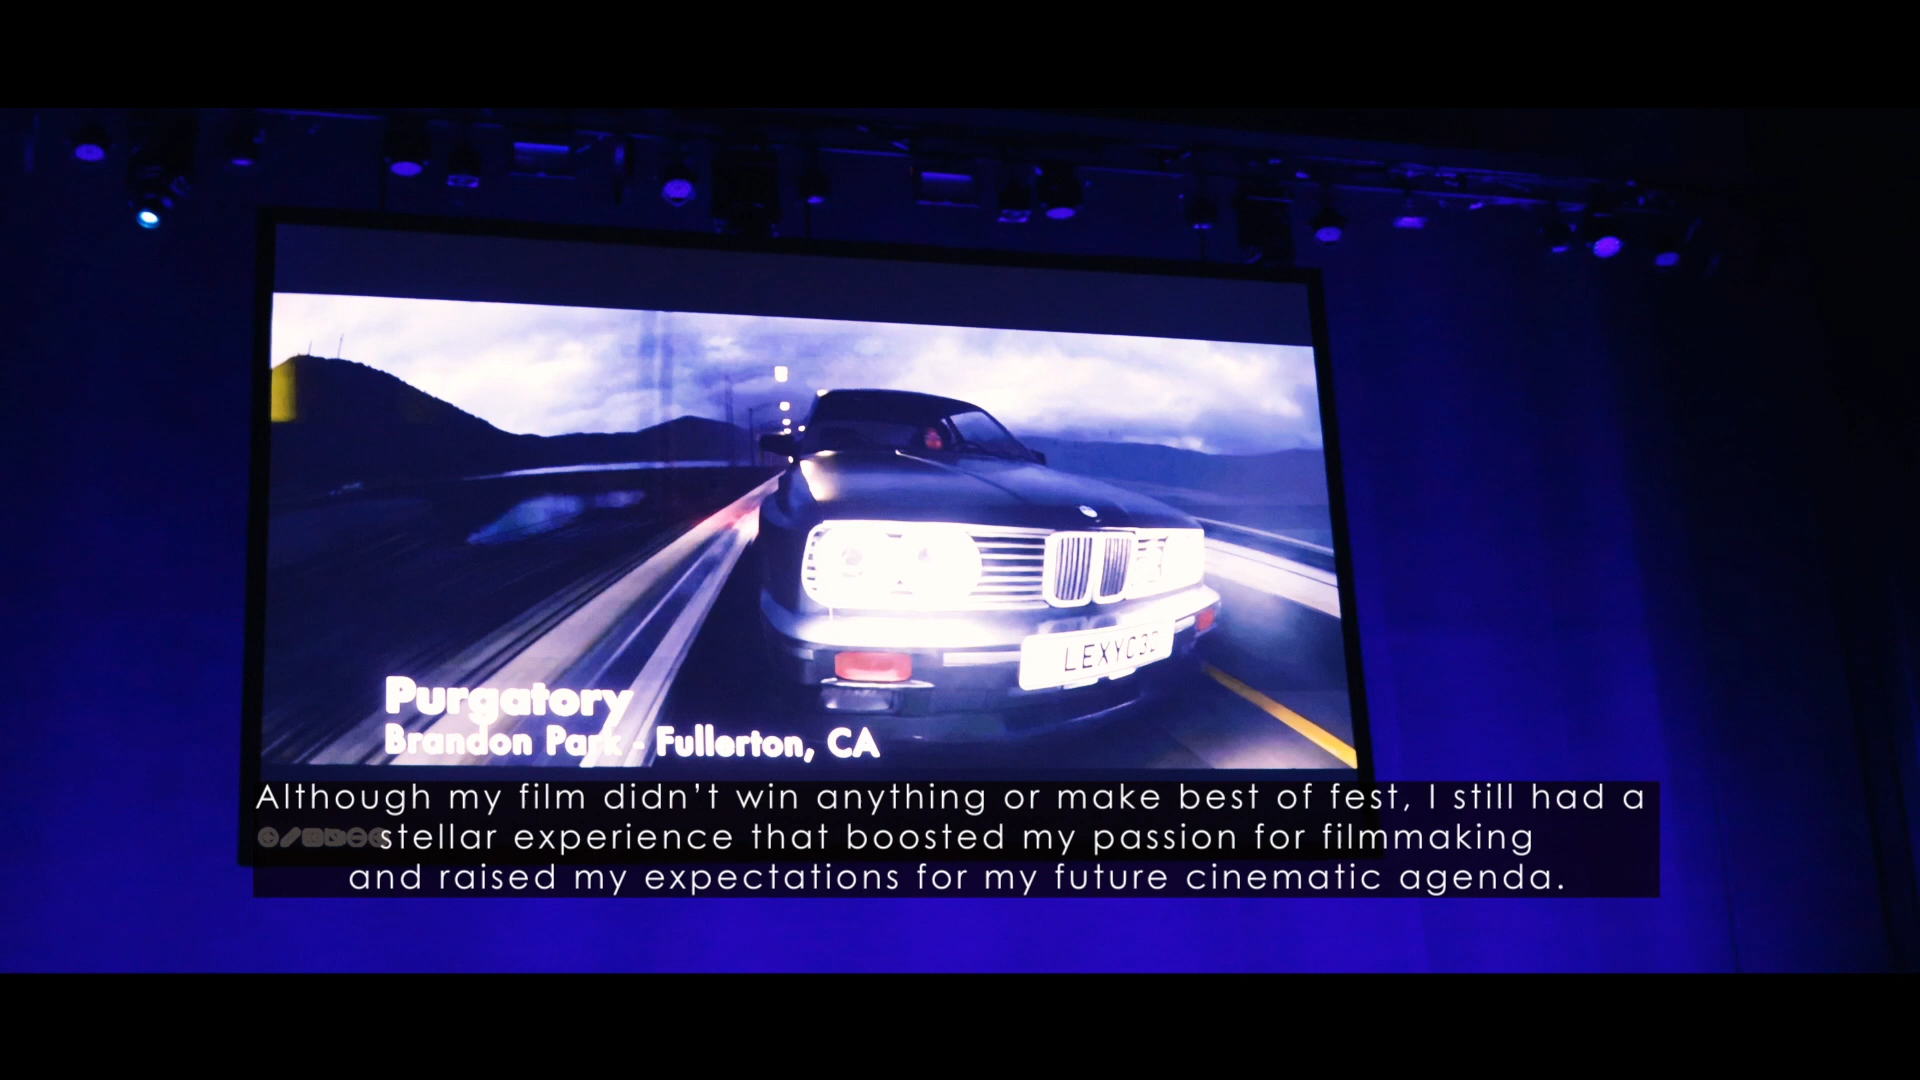 LEXYC3D
Purgatory
Brandon Park - Fullerton, CA
Although my film didn’t win anything or make best of fest, I still had a
stellar experience that boosted my passion for filmmaking
and raised my expectations for my future cinematic agenda.